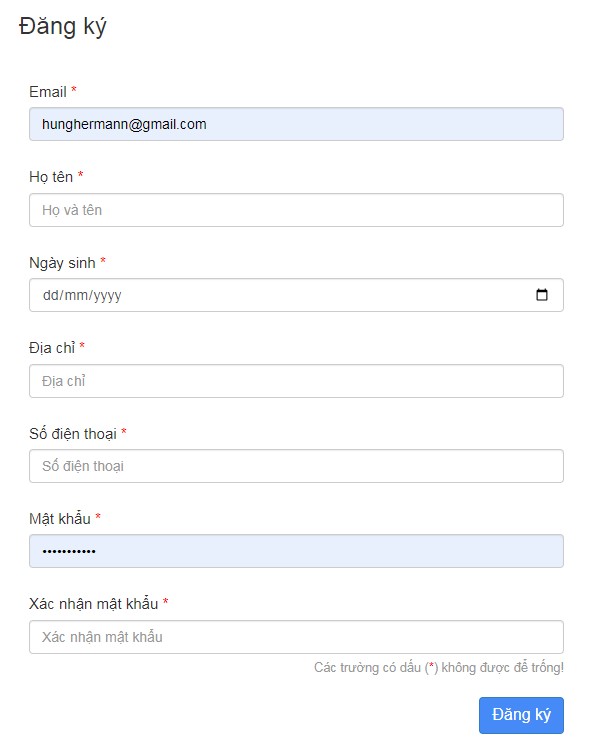 Đăng ký
Email *
hunghermann@gmail.com
Họ tên *
Họ và tên
Ngày sinh *
dd/mm/yyyy
Địa chỉ *
Địa chỉ
Số điện thoại *
Số điện thoại
Mật khẩu *
•••••••••••
Xác nhận mật khẩu *
Xác nhận mật khẩu
Các trường có dấu (*) không được để trống!
Đăng ký